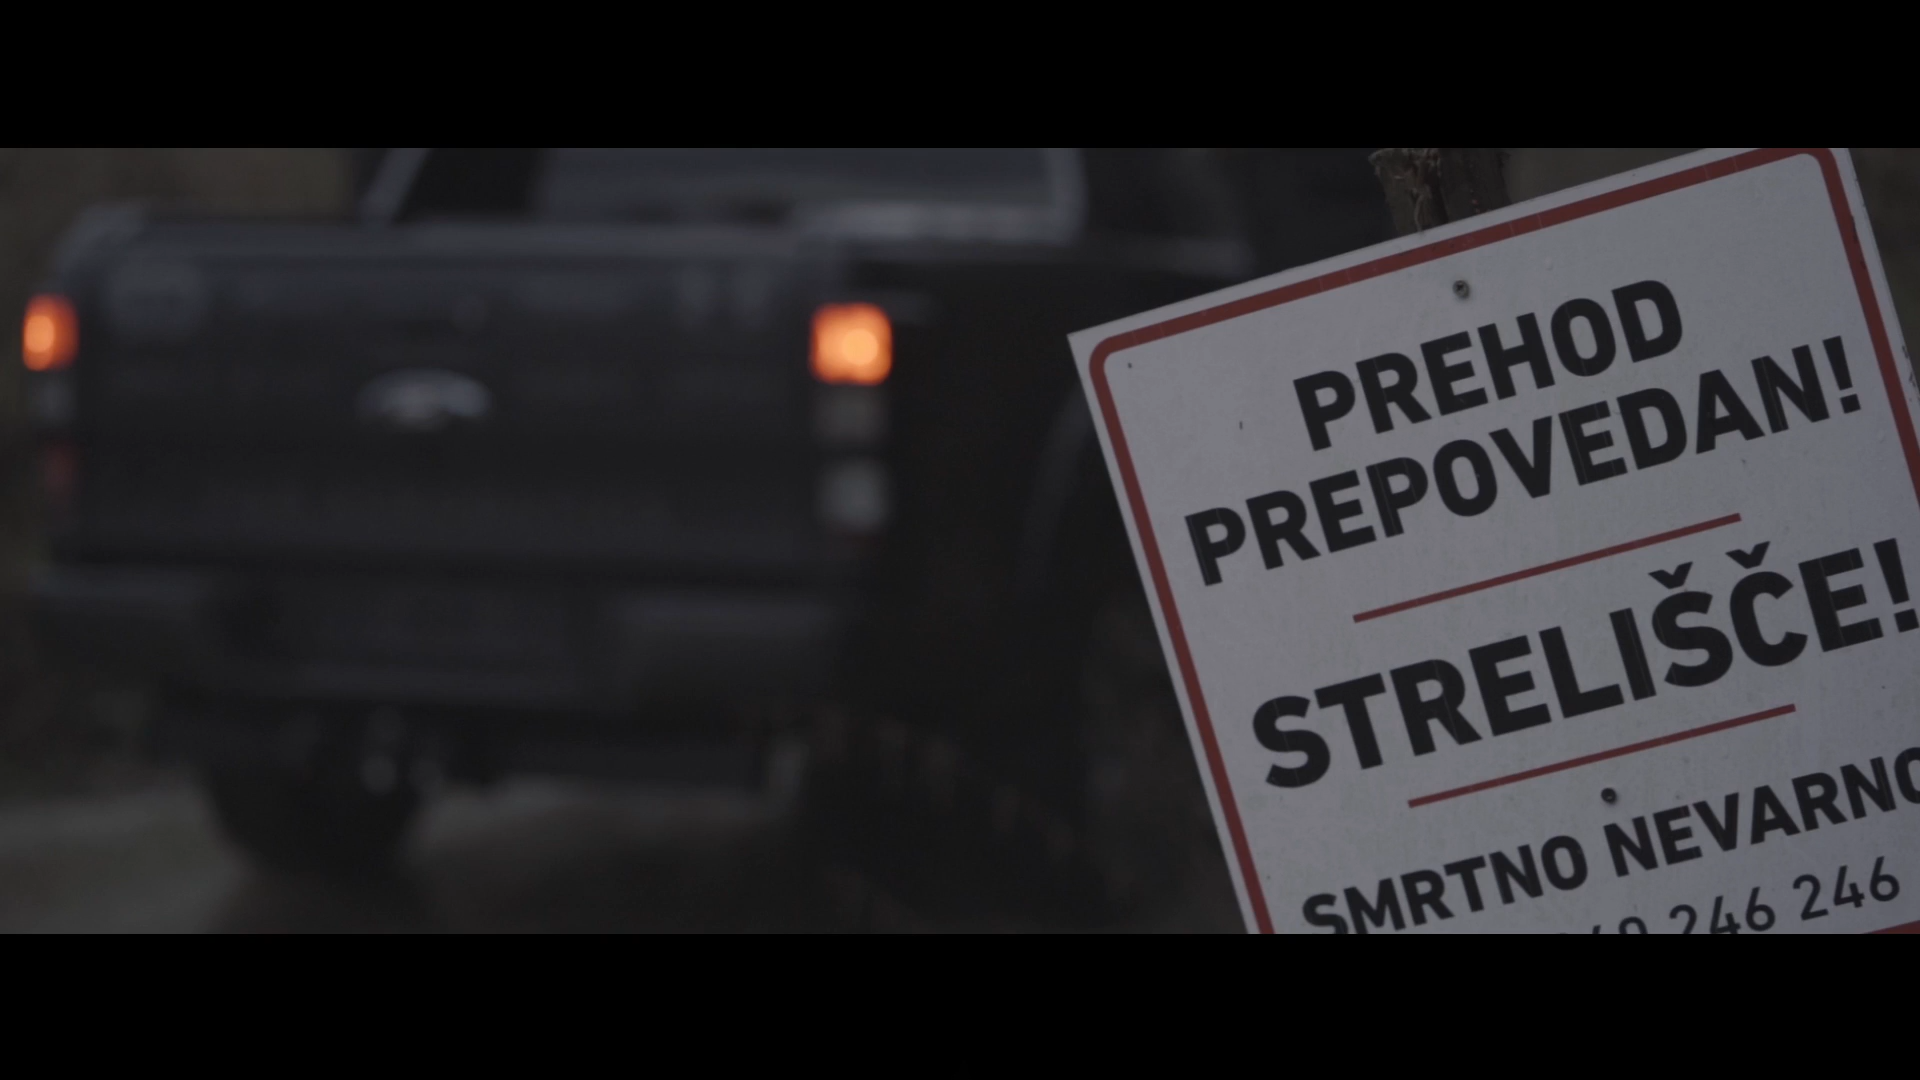 PREHOD
PREPOVEDAN!
STRELIŠČE!
SMRTNO NEVARNO
246 246